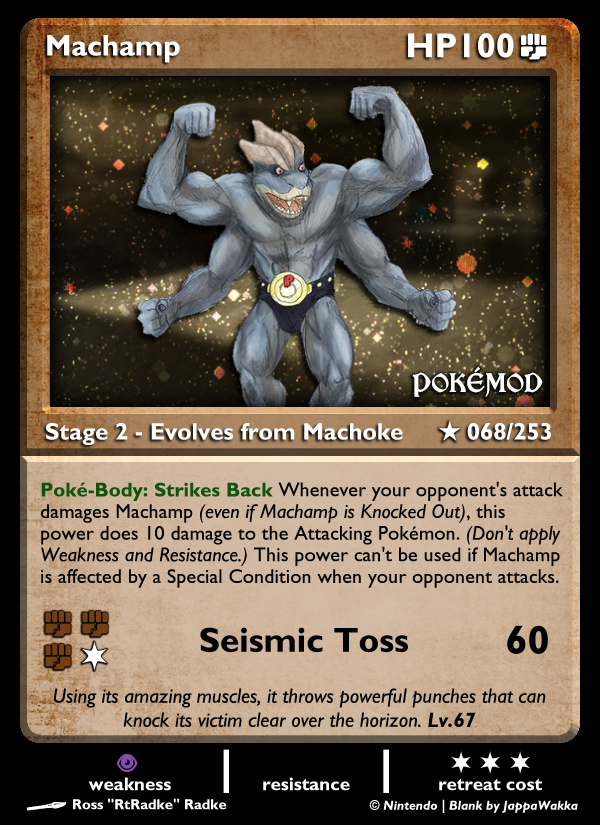 Machamp HP100
POKÉMOD
Stage 2 - Evolves from Machoke ★ 068/253
Poké-Body: Strikes Back Whenever your opponent's attack
damages Machamp (even if Machamp is Knocked Out), this
power does 10 damage to the Attacking Pokémon. (Don't apply
Weakness and Resistance.) This power can't be used if Machamp
is affected by a Special Condition when your opponent attacks.
Seismic Toss 60
Using its amazing muscles, it throws powerful punches that can
knock its victim clear over the horizon. Lv.67
weakness resistance retreat cost
Ross "RtRadke" Radke © Nintendo | Blank by JappaWakka